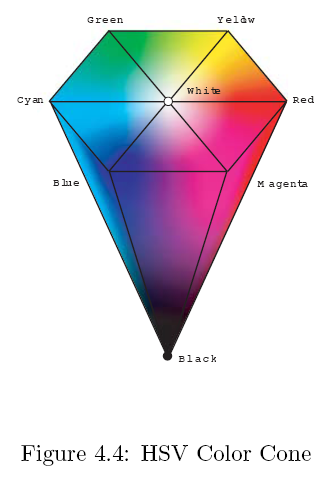 Green Yellow
White
Cyan Red
Blue Magenta
Black
Figure 4.4: HSV Color Cone